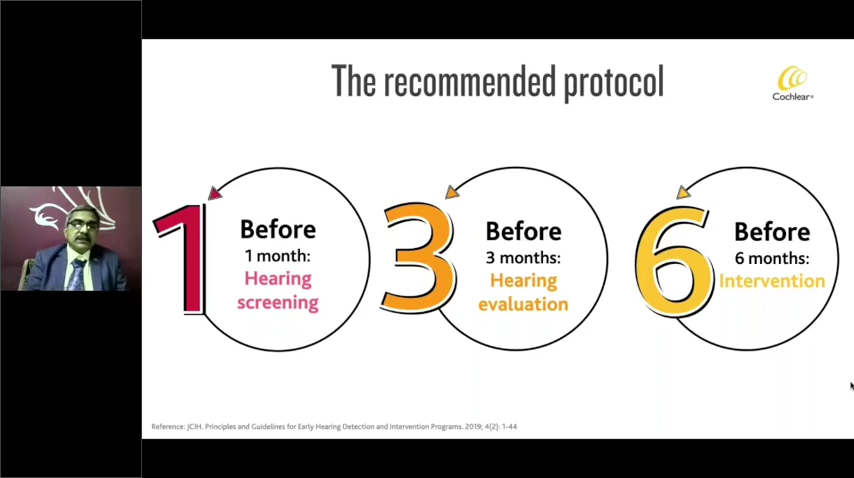 The recommended protocol
Cochlear®
1
Before
1 month:
Hearing
screening
3
Before
3 months:
Hearing
evaluation
6
Before
6 months:
Intervention
Reference: JCIH. Principles and Guidelines for Early Hearing Detection and Intervention Programs. 2019; 4(2): 1-44